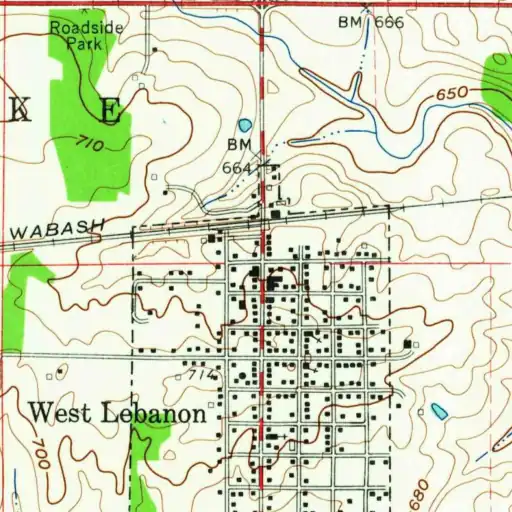 Roadside
Park
BM 666
650
K E
710
BM
664
WABASH
714
West Lebanon
700
680